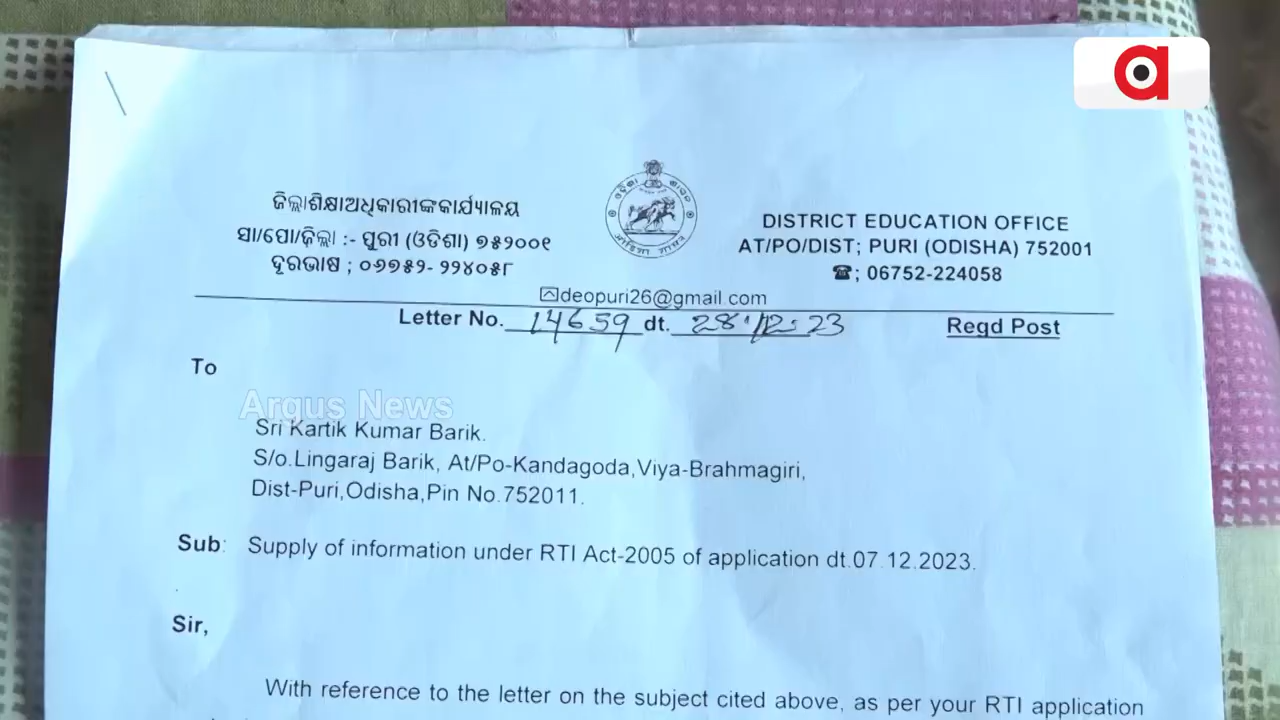 ଜିଲ୍ଲାଶିକ୍ଷାଅଧିକାରୀଙ୍କକାର୍ଯ୍ୟାଳୟ
ସା/ପୋ/ଜିଲ୍ଲା :- ପୁରୀ (ଓଡିଶା) ୭୫୨୦୦୧
ଦୂରଭାଷ ; ୦୬୭୫୨- ୨୨୪୦୫୮
DISTRICT EDUCATION OFFICE
AT/PO/DIST; PURI (ODISHA) 752001
☎; 06752-224058
deopuri26@gmail.com
Letter No. 14659 dt. 28.12.23 Regd Post
To
Argus News
Sri Kartik Kumar Barik.
S/o.Lingaraj Barik, At/Po-Kandagoda,Viya-Brahmagiri,
Dist-Puri,Odisha,Pin No.752011.
Sub: Supply of information under RTI Act-2005 of application dt.07.12.2023.
Sir,
With reference to the letter on the subject cited above, as per your RTI application